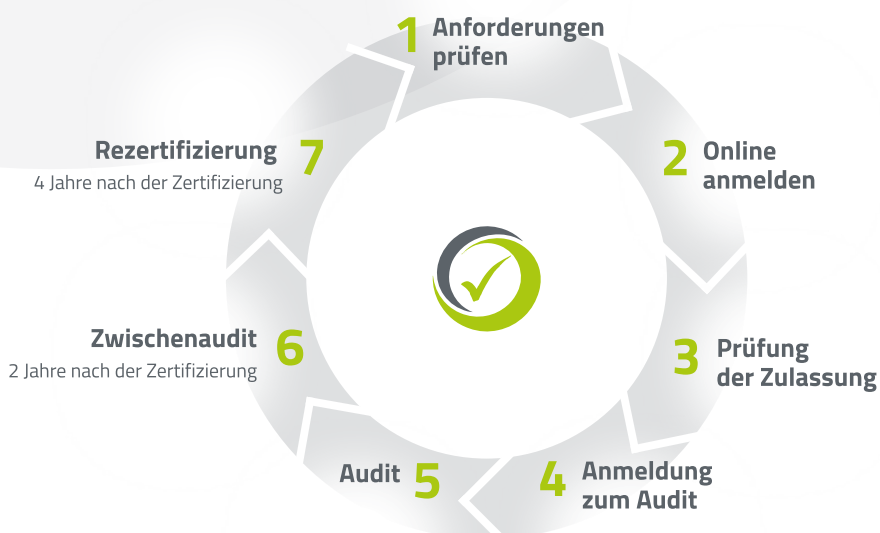 1 Anforderungen
prüfen
2 Online
anmelden
3 Prüfung
der Zulassung
4 Anmeldung
zum Audit
Audit 5
Zwischenaudit 6
2 Jahre nach der Zertifizierung
Rezertifizierung 7
4 Jahre nach der Zertifizierung